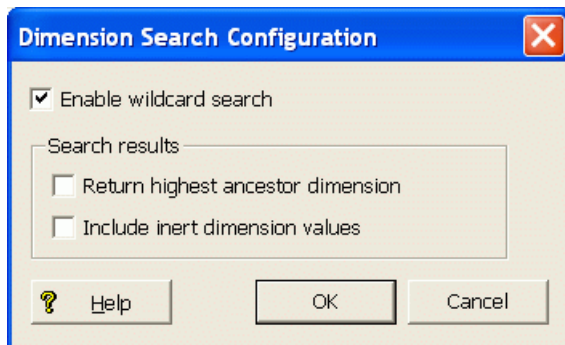 Dimension Search Configuration
Enable wildcard search
Search results
Return highest ancestor dimension
Include inert dimension values
? Help OK Cancel